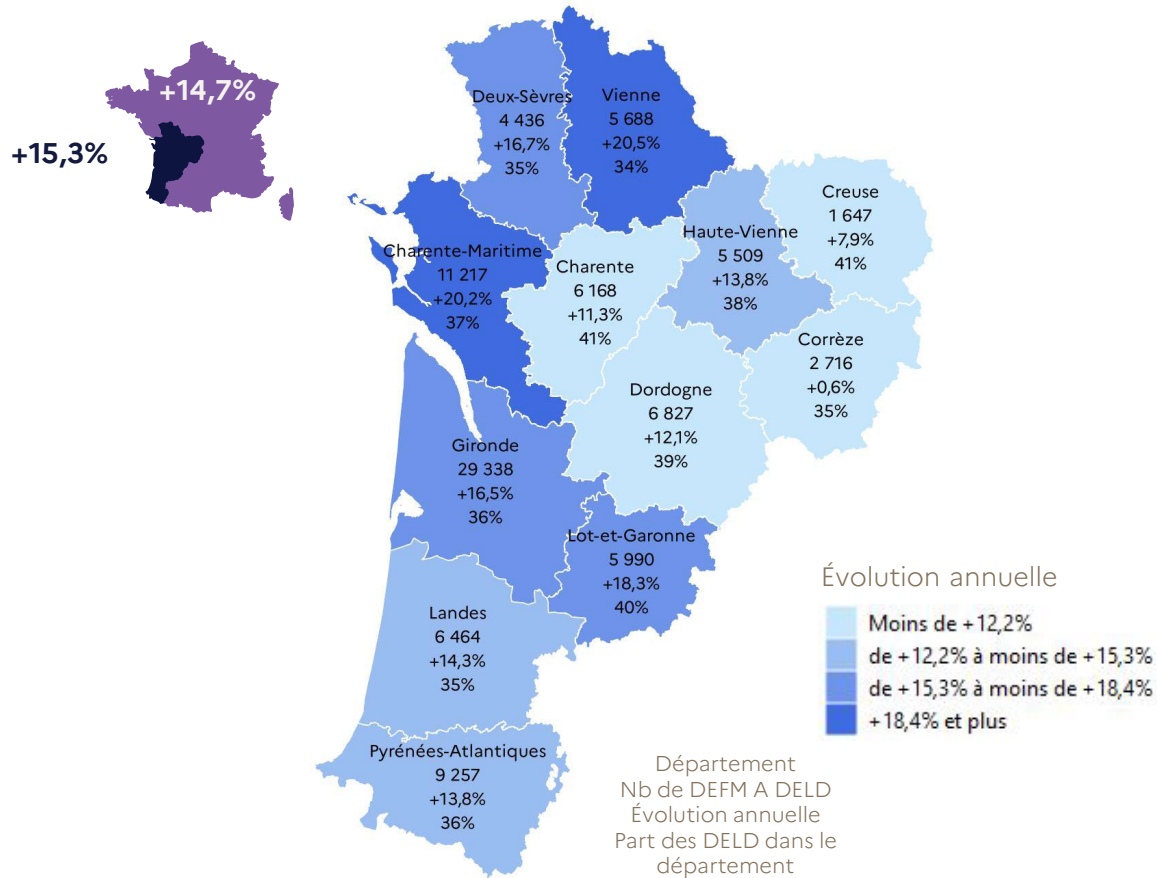 +14,7%
+15,3%
Deux-Sèvres
4 436
+16,7%
35%
Vienne
5 688
+20,5%
34%
Creuse
1 647
+7,9%
41%
Haute-Vienne
5 509
+13,8%
38%
Charente-Maritime
11 217
+20,2%
37%
Charente
6 168
+11,3%
41%
Corrèze
2 716
+0,6%
35%
Dordogne
6 827
+12,1%
39%
Gironde
29 338
+16,5%
36%
Lot-et-Garonne
5 990
+18,3%
40%
Landes
6 464
+14,3%
35%
Pyrénées-Atlantiques
9 257
+13,8%
36%
Évolution annuelle
Moins de +12,2%
de +12,2% à moins de +15,3%
de +15,3% à moins de +18,4%
+18,4% et plus
Département
Nb de DEFM A DELD
Évolution annuelle
Part des DELD dans le
département